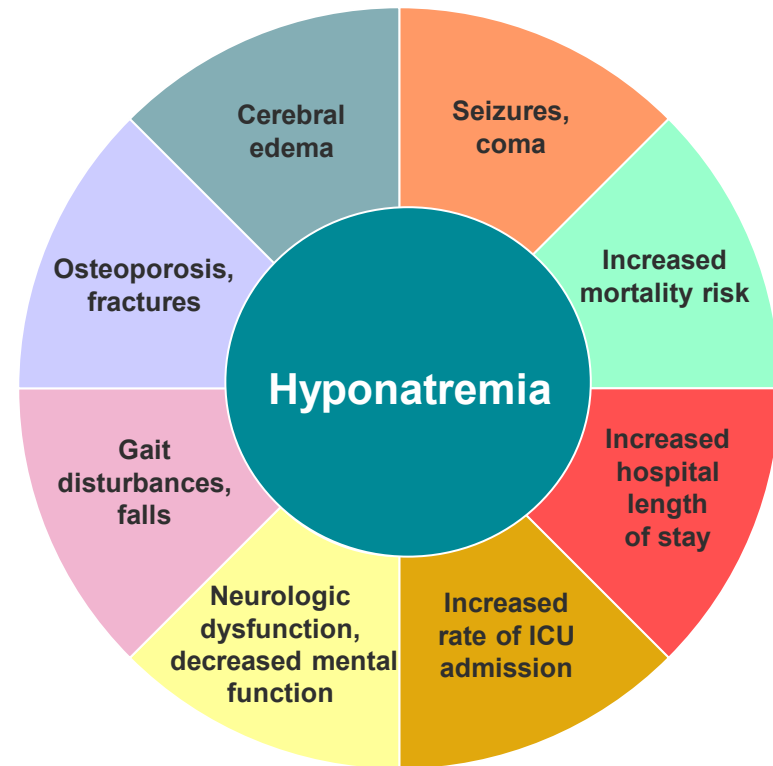 Cerebral
edema
Seizures,
coma
Osteoporosis,
fractures
Increased
mortality risk
Hyponatremia
Gait
disturbances,
falls
Increased
hospital
length
of stay
Neurologic
dysfunction,
decreased mental
function
Increased
rate of ICU
admission